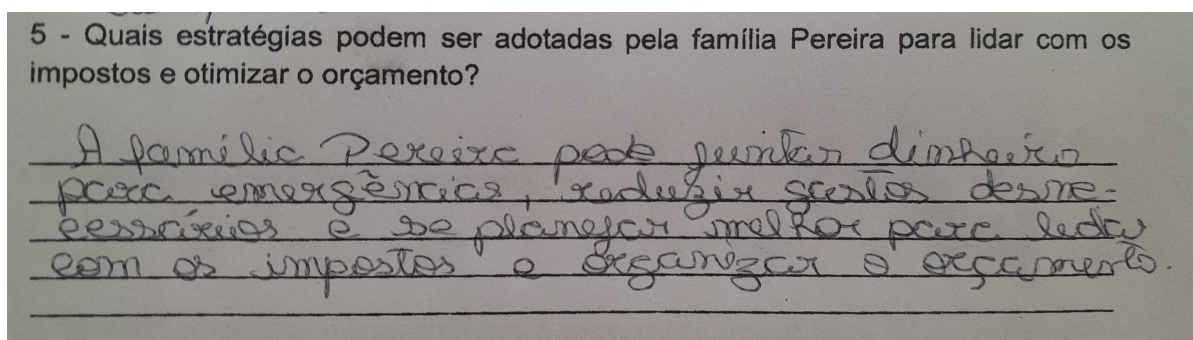 5 - Quais estratégias podem ser adotadas pela família Pereira para lidar com os
impostos e otimizar o orçamento?
A família Pereira pode juntar dinheiro
para emergências, reduzir gastos desne-
cessários e se planejar melhor para lidar
com os impostos e organizar o orçamento.